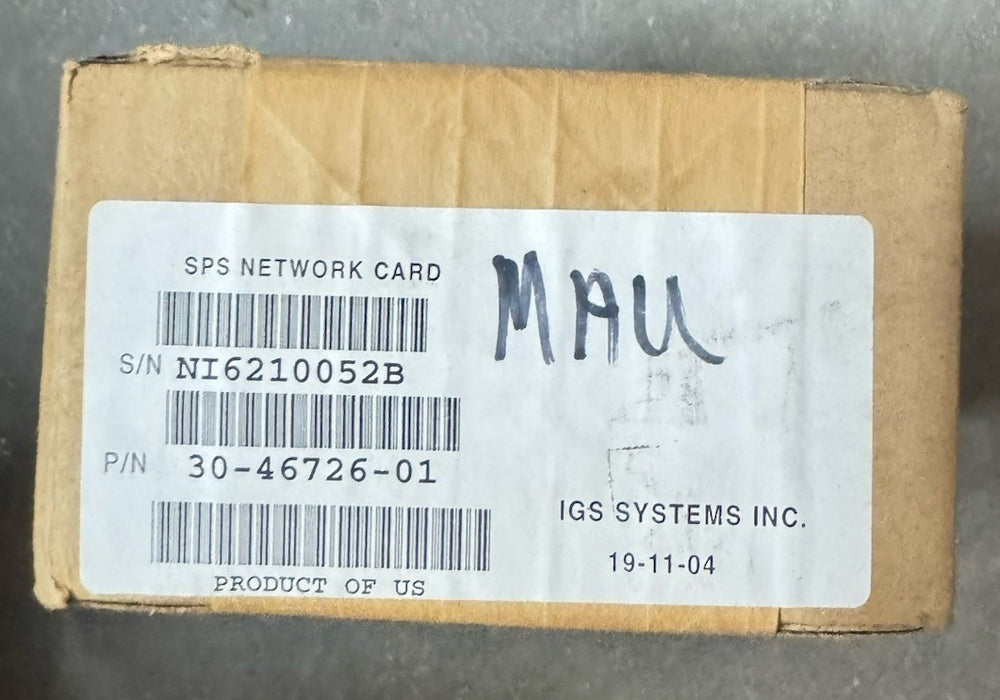 SPS NETWORK CARD
MAU
S/N NI6210052B
P/N 30-46726-01
IGS SYSTEMS INC.
19-11-04
PRODUCT OF US